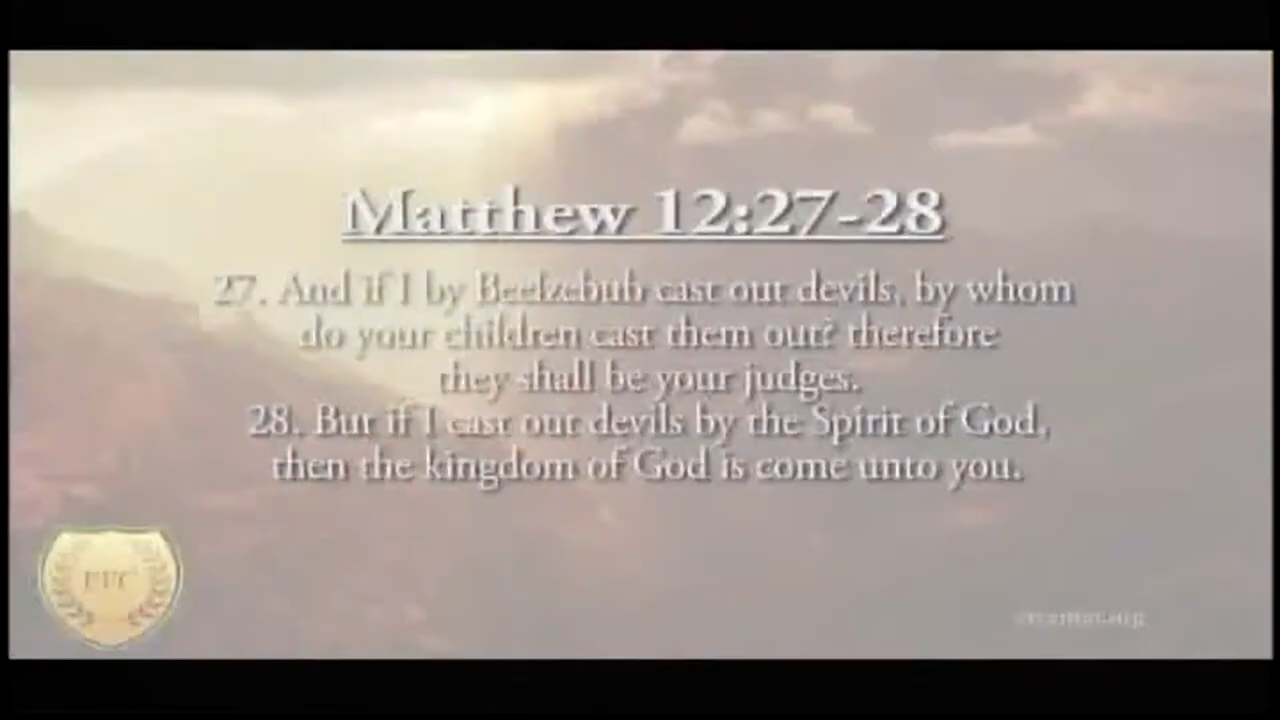 Matthew 12:27-28
27. And if I by Beelzebub cast out devils, by whom
do your children cast them out? therefore
they shall be your judges.
28. But if I cast out devils by the Spirit of God,
then the kingdom of God is come unto you.